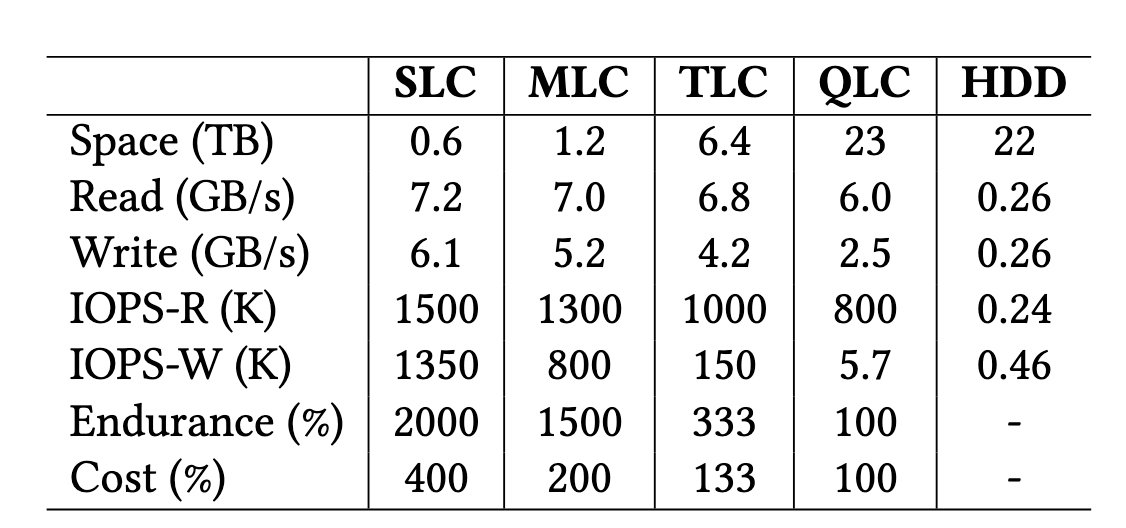 SLC MLC TLC QLC HDD
Space (TB) 0.6 1.2 6.4 23 22
Read (GB/s) 7.2 7.0 6.8 6.0 0.26
Write (GB/s) 6.1 5.2 4.2 2.5 0.26
IOPS-R (K) 1500 1300 1000 800 0.24
IOPS-W (K) 1350 800 150 5.7 0.46
Endurance (%) 2000 1500 333 100 -
Cost (%) 400 200 133 100 -